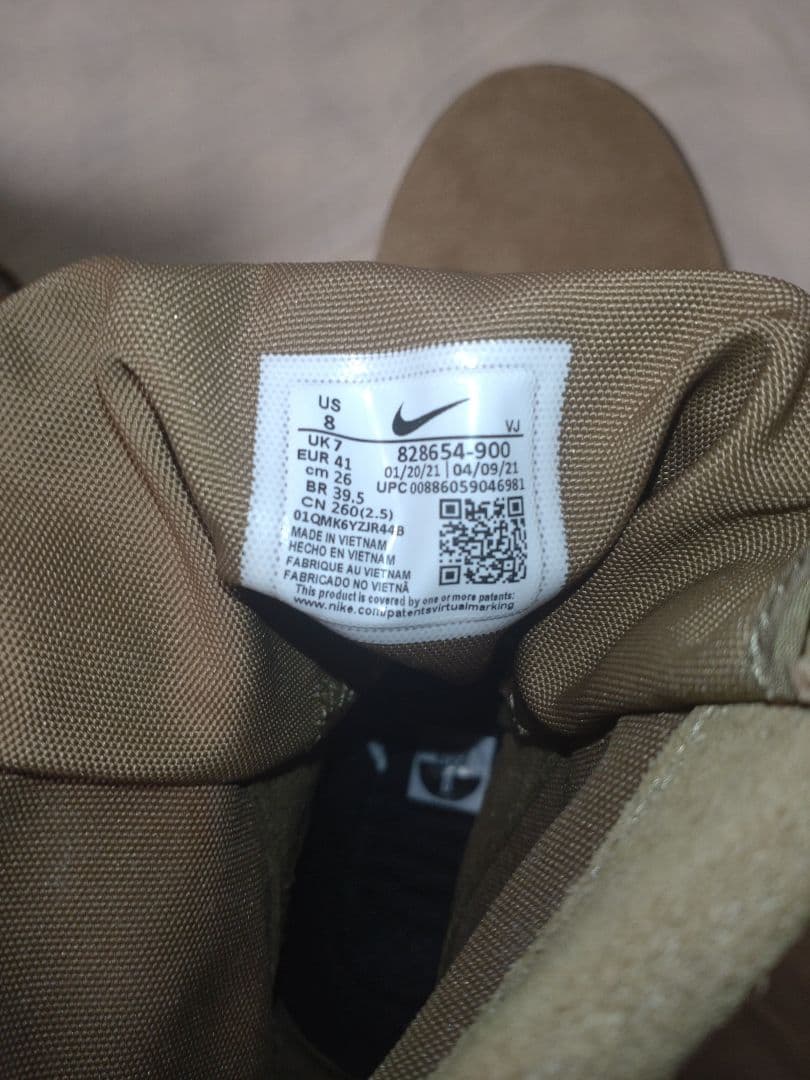 US
8
UK 7
EUR 41
cm 26
BR 39.5
CN 260(2.5)
01QMK6YZJR44B
VJ
828654-900
01/20/21 04/09/21
UPC 00886059046981
MADE IN VIETNAM
HECHO EN VIETNAM
FABRIQUE AU VIETNAM
FABRICADO NO VIETNÃ
This product is covered by one or more patents:
www.nike.com/patentsvirtualmarking